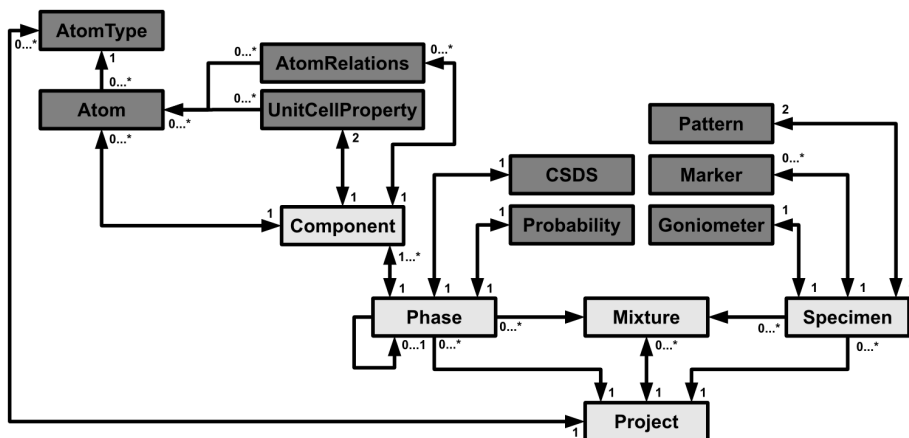 AtomType
0...*
1
0...*
0...*
AtomRelations
0...*
Atom
0...*
0...*
UnitCellProperty
0...*
2
Pattern
2
1
CSDS
Marker
0...*
1
1
1
Component
1
Probability
Goniometer
1
1...*
1
1
1
1
1
Phase
0...*
Mixture
0...*
Specimen
0...1
0...*
0...*
0...*
1
1
1
Project
1